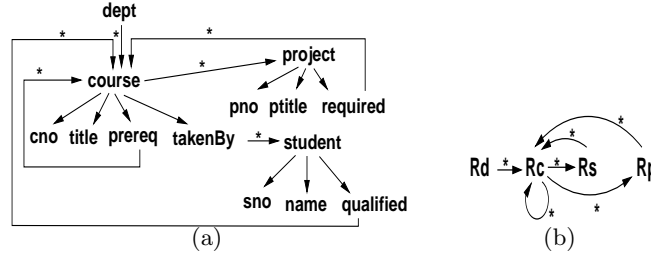 dept
* * *
project
* *
course
pno ptitle required
cno title prereq takenBy * student
sno name qualified
(a)
*
*
Rd * Rc * Rs Rp
* *
(b)